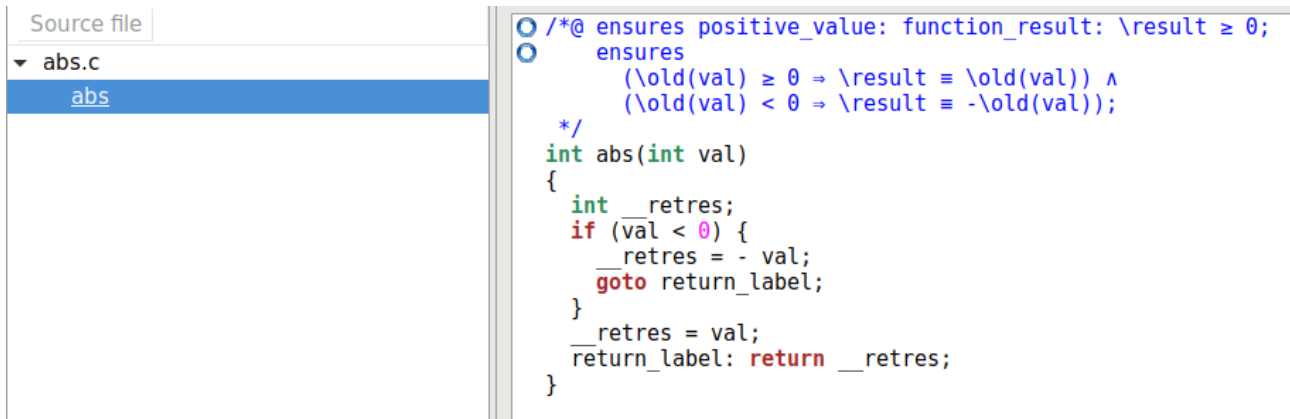 Source file
abs.c
abs
/*@ ensures positive_value: function_result: \result ≥ 0;
ensures
(\old(val) ≥ 0 ⇒ \result ≡ \old(val)) ∧
(\old(val) < 0 ⇒ \result ≡ -\old(val));
*/
int abs(int val)
{
int __retres;
if (val < 0) {
__retres = - val;
goto return_label;
}
__retres = val;
return_label: return __retres;
}